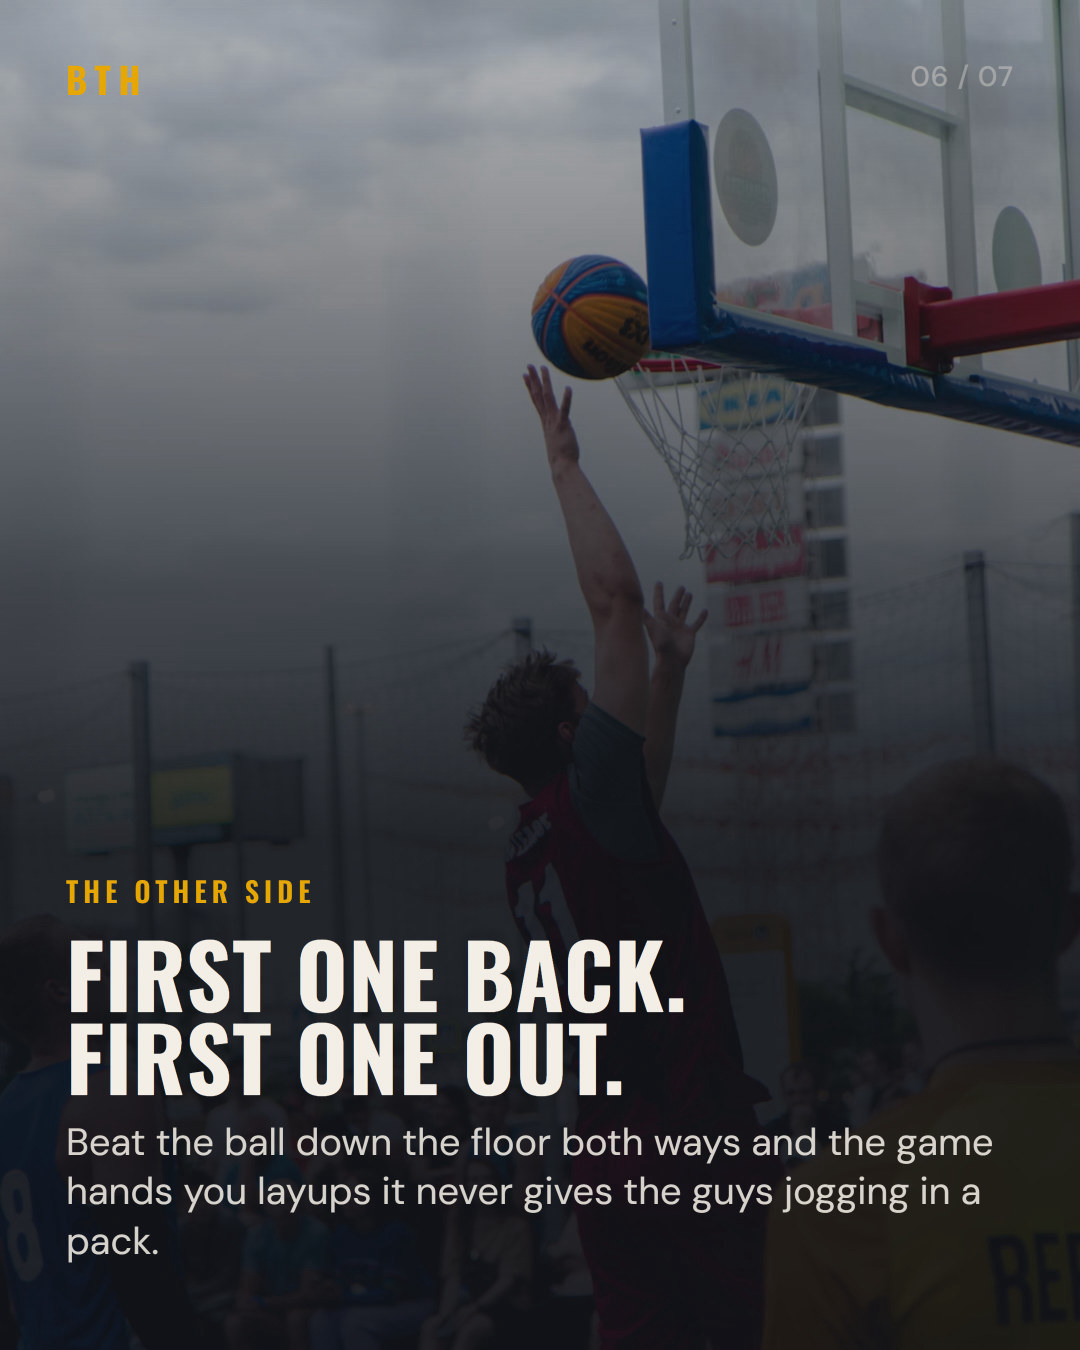 BTH
06 / 07
THE OTHER SIDE
FIRST ONE BACK.
FIRST ONE OUT.
Beat the ball down the floor both ways and the game
hands you layups it never gives the guys jogging in a
pack.
8